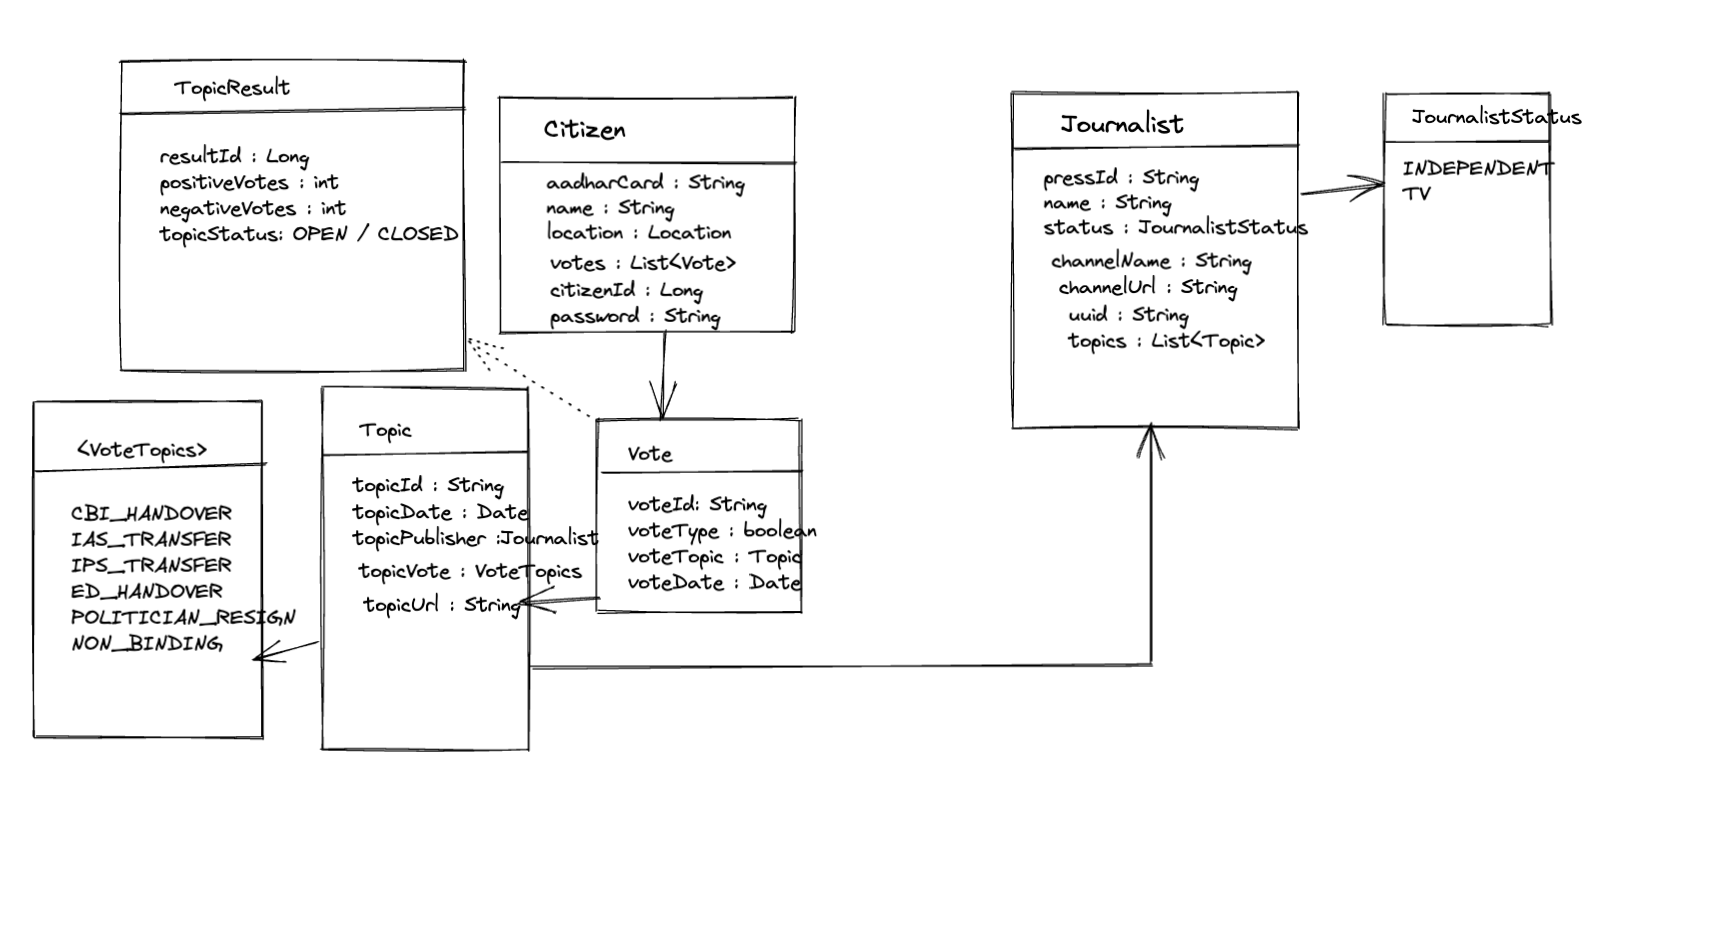 TopicResult
resultId : Long
positiveVotes : int
negativeVotes : int
topicStatus: OPEN / CLOSED
Citizen
aadharCard : String
name : String
location : Location
votes : List<Vote>
citizenId : Long
password : String
Journalist
pressId : String
name : String
status : JournalistStatus
channelName : String
channelUrl : String
uuid : String
topics : List<Topic>
JournalistStatus
INDEPENDENT
TV
<VoteTopics>
CBI_HANDOVER
IAS_TRANSFER
IPS_TRANSFER
ED_HANDOVER
POLITICIAN_RESIGN
NON_BINDING
Topic
topicId : String
topicDate : Date
topicPublisher :Journalist
topicVote : VoteTopics
topicUrl : String
Vote
voteId: String
voteType : boolean
voteTopic : Topic
voteDate : Date